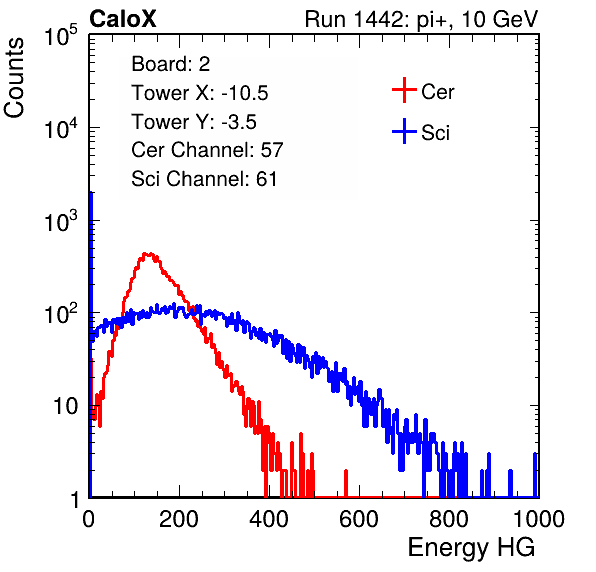 CaloX Run 1442: pi+, 10 GeV
Counts
Board: 2
Tower X: -10.5
Tower Y: -3.5
Cer Channel: 57
Sci Channel: 61
Cer
Sci
10^5
10^4
10^3
10^2
10
1
0 200 400 600 800 1000
Energy HG